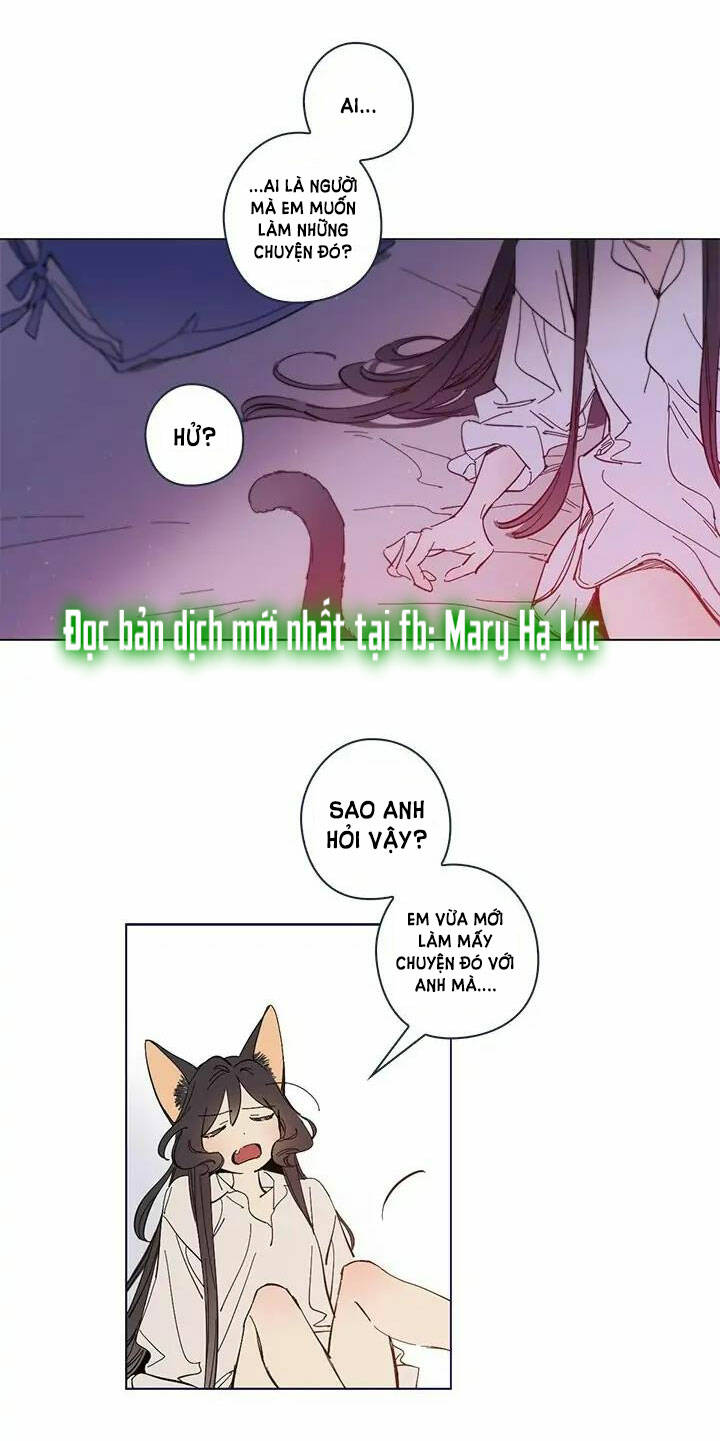 AI...
...AI LÀ NGƯỜI
MÀ EM MUỐN
LÀM NHỮNG
CHUYỆN ĐÓ?
HỬ?
Đọc bản dịch mới nhất tại fb: Mary Hạ Lục
SAO ANH
HỎI VẬY?
EM VỪA MỚI
LÀM MẤY
CHUYỆN ĐÓ VỚI
ANH MÀ....